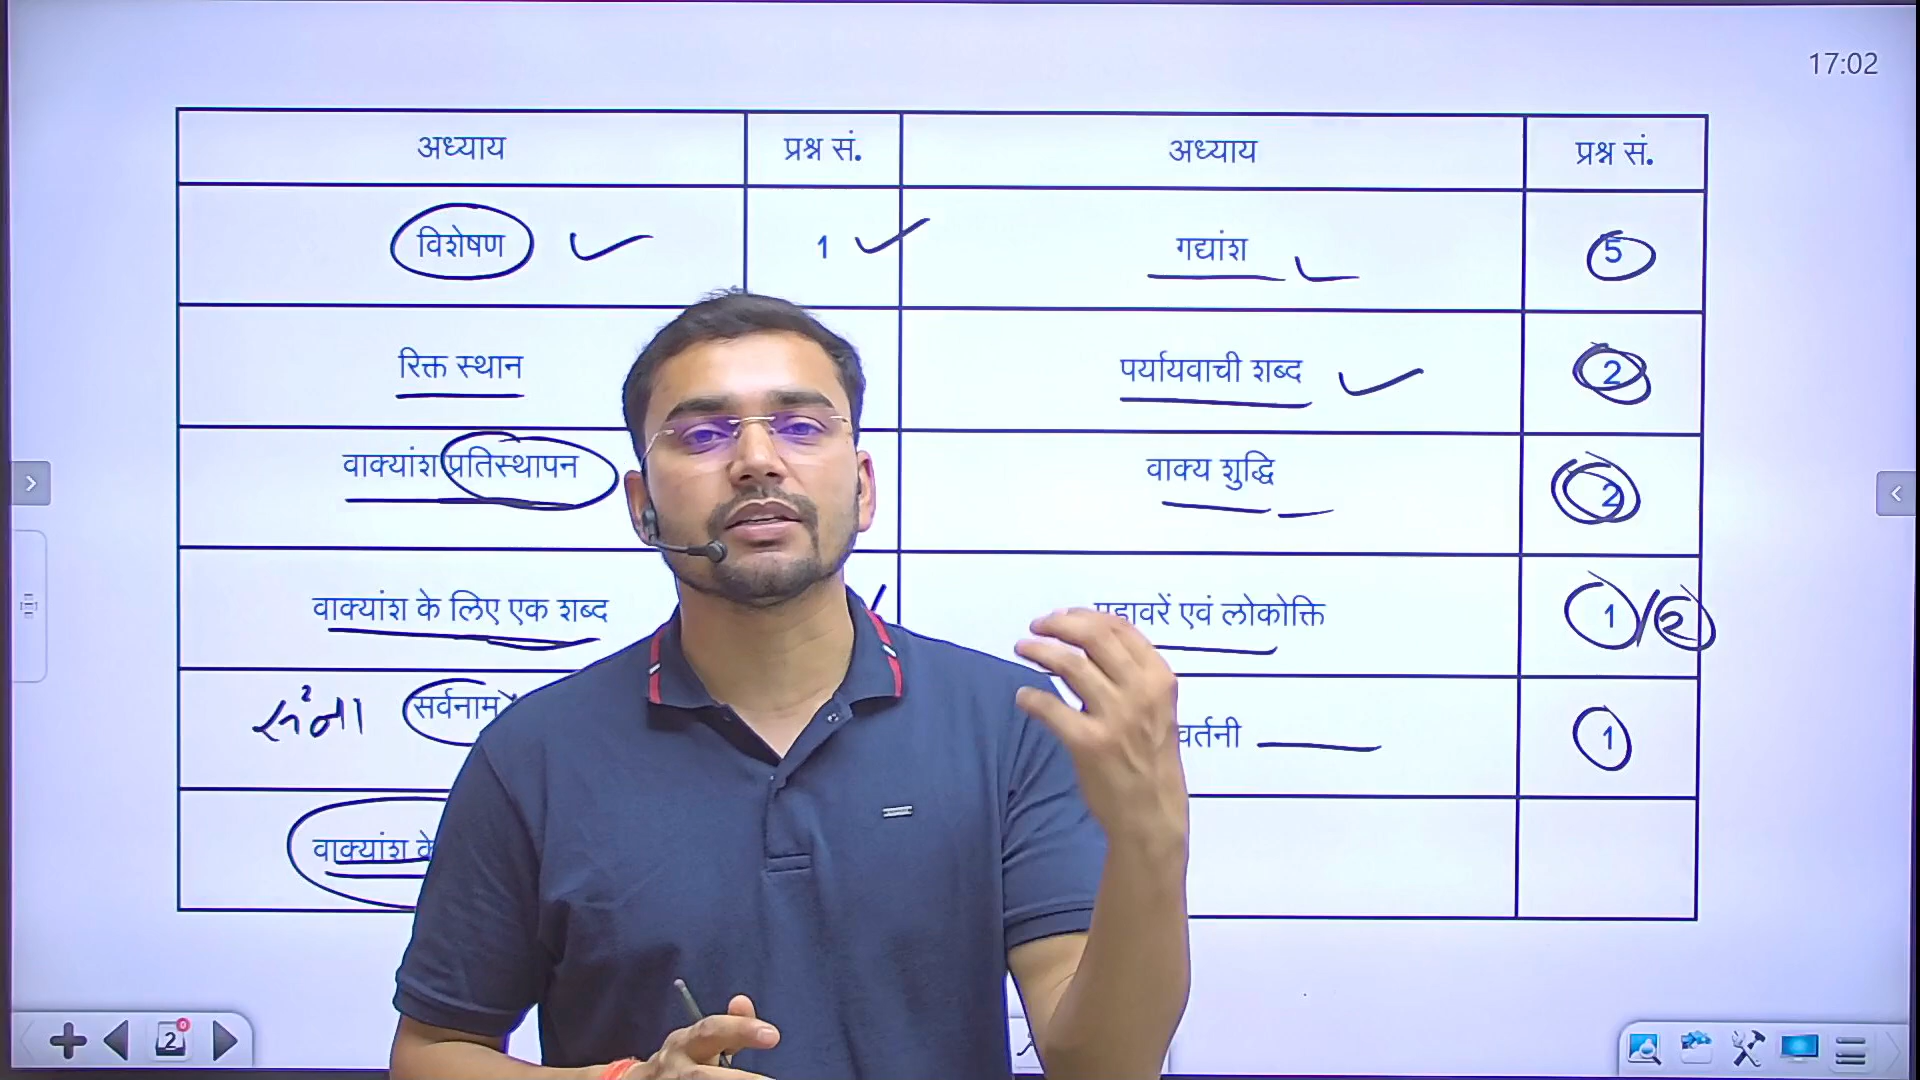 17:02
अध्याय प्रश्न सं. अध्याय प्रश्न सं.
विशेषण 1 गद्यांश 5
रिक्त स्थान पर्यायवाची शब्द 2
वाक्यांश प्रतिस्थापन वाक्य शुद्धि 2
वाक्यांश के लिए एक शब्द एवं लोकोक्ति 1/2
सर्वनाम वर्तनी 1
वाक्यांश के
2